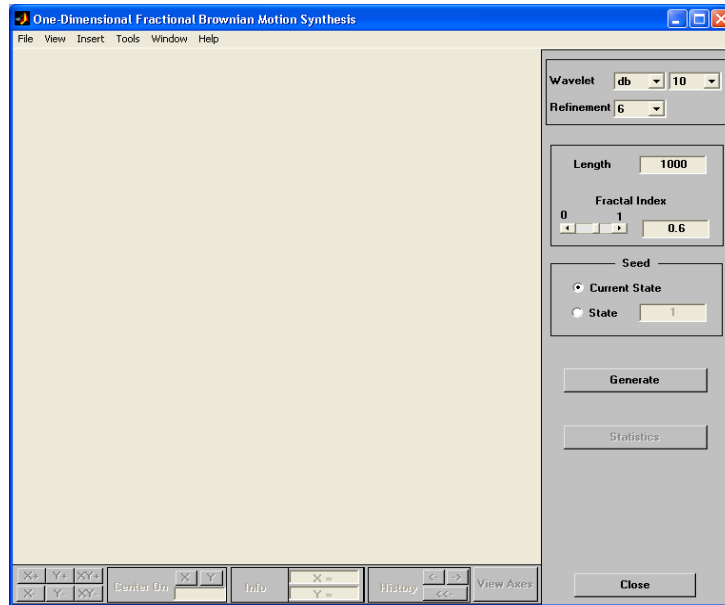 One-Dimensional Fractional Brownian Motion Synthesis
File View Insert Tools Window Help
Wavelet db 10
Refinement 6
Length 1000
Fractal Index
0 1
0.6
Seed
Current State
State 1
Generate
Statistics
X+ Y+ XY+
X- Y- XY-
Center On X Y
Info X =
Y =
History <- ->
<<-
View Axes
Close